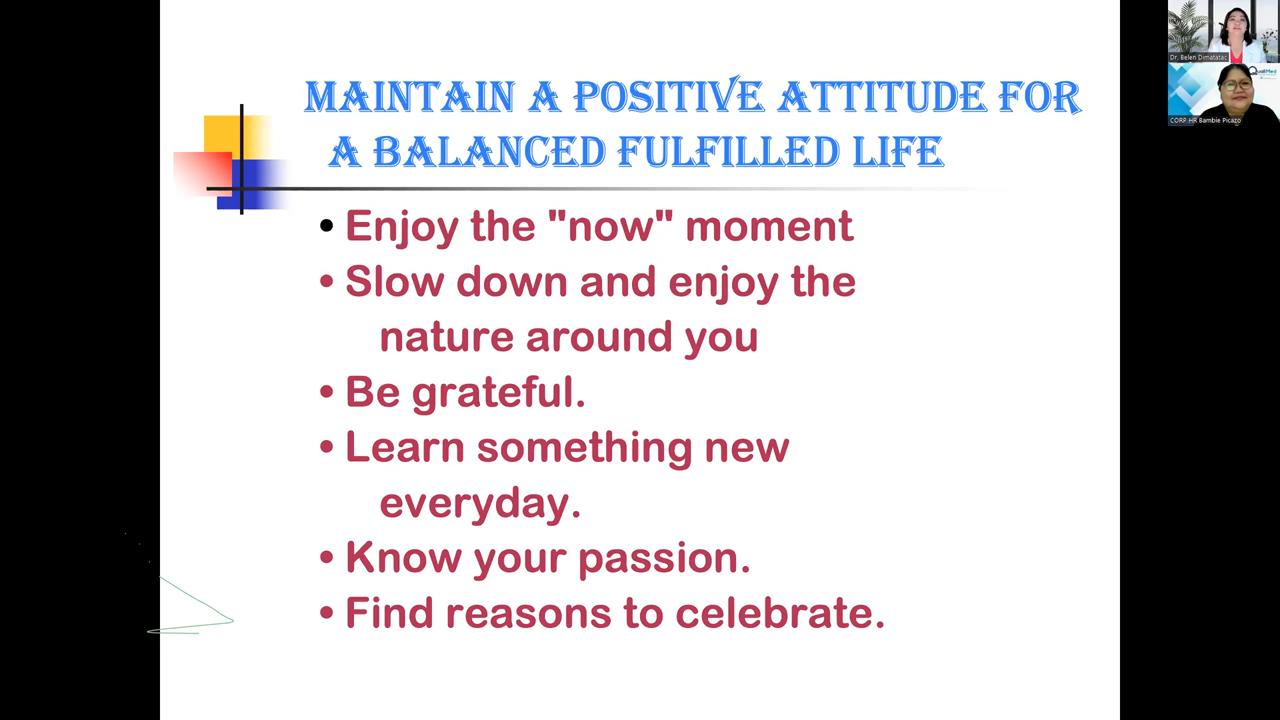 MAINTAIN A POSITIVE ATTITUDE FOR
A BALANCED FULFILLED LIFE
• Enjoy the "now" moment
• Slow down and enjoy the
nature around you
• Be grateful.
• Learn something new
everyday.
• Know your passion.
• Find reasons to celebrate.
Dr. Belen Dimatatac
QualiMed
CORP HR Bambie Picazo